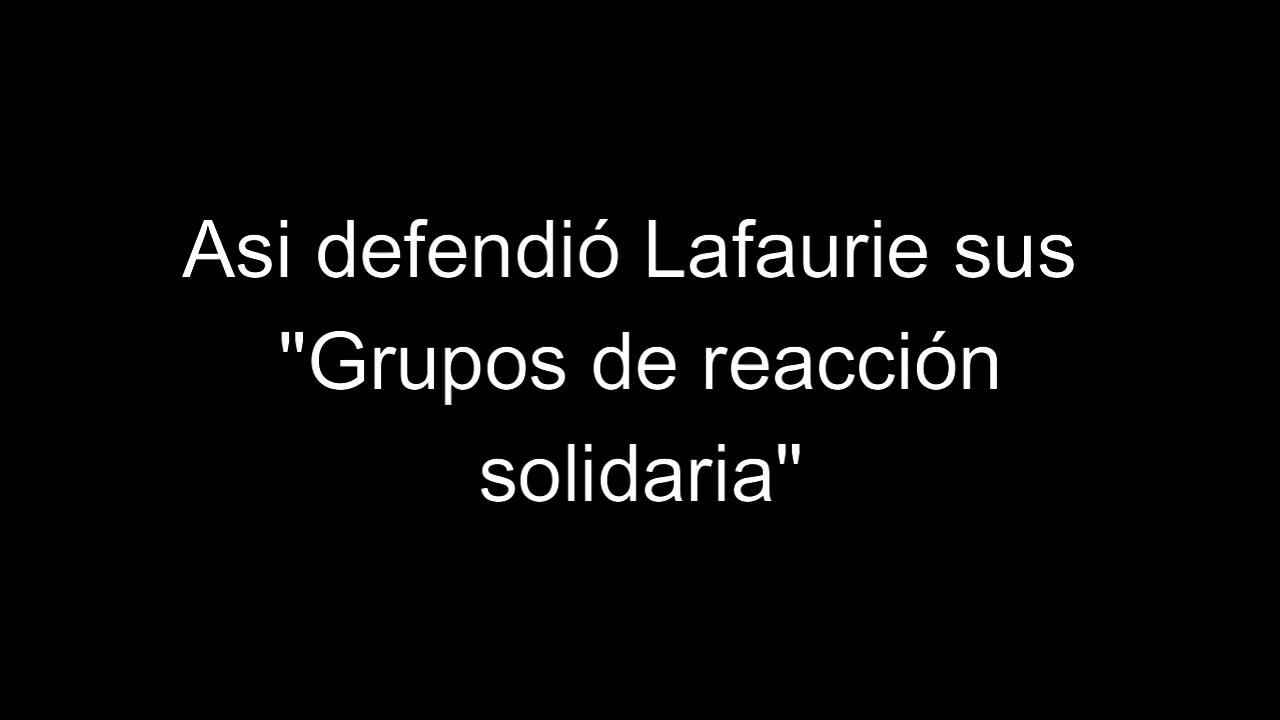 Asi defendió Lafaurie sus
"Grupos de reacción
solidaria"